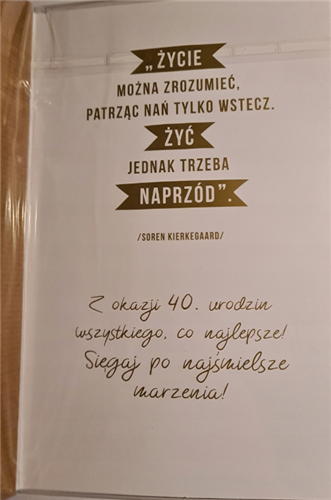 „ŻYCIE
MOŻNA ZROZUMIEĆ,
PATRZĄC NAŃ TYLKO WSTECZ.
ŻYĆ
JEDNAK TRZEBA
NAPRZÓD”.
/SOREN KIERKEGAARD/
Z okazji 40. urodzin
wszystkiego, co najlepsze!
Sięgaj po najśmielsze
marzenia!